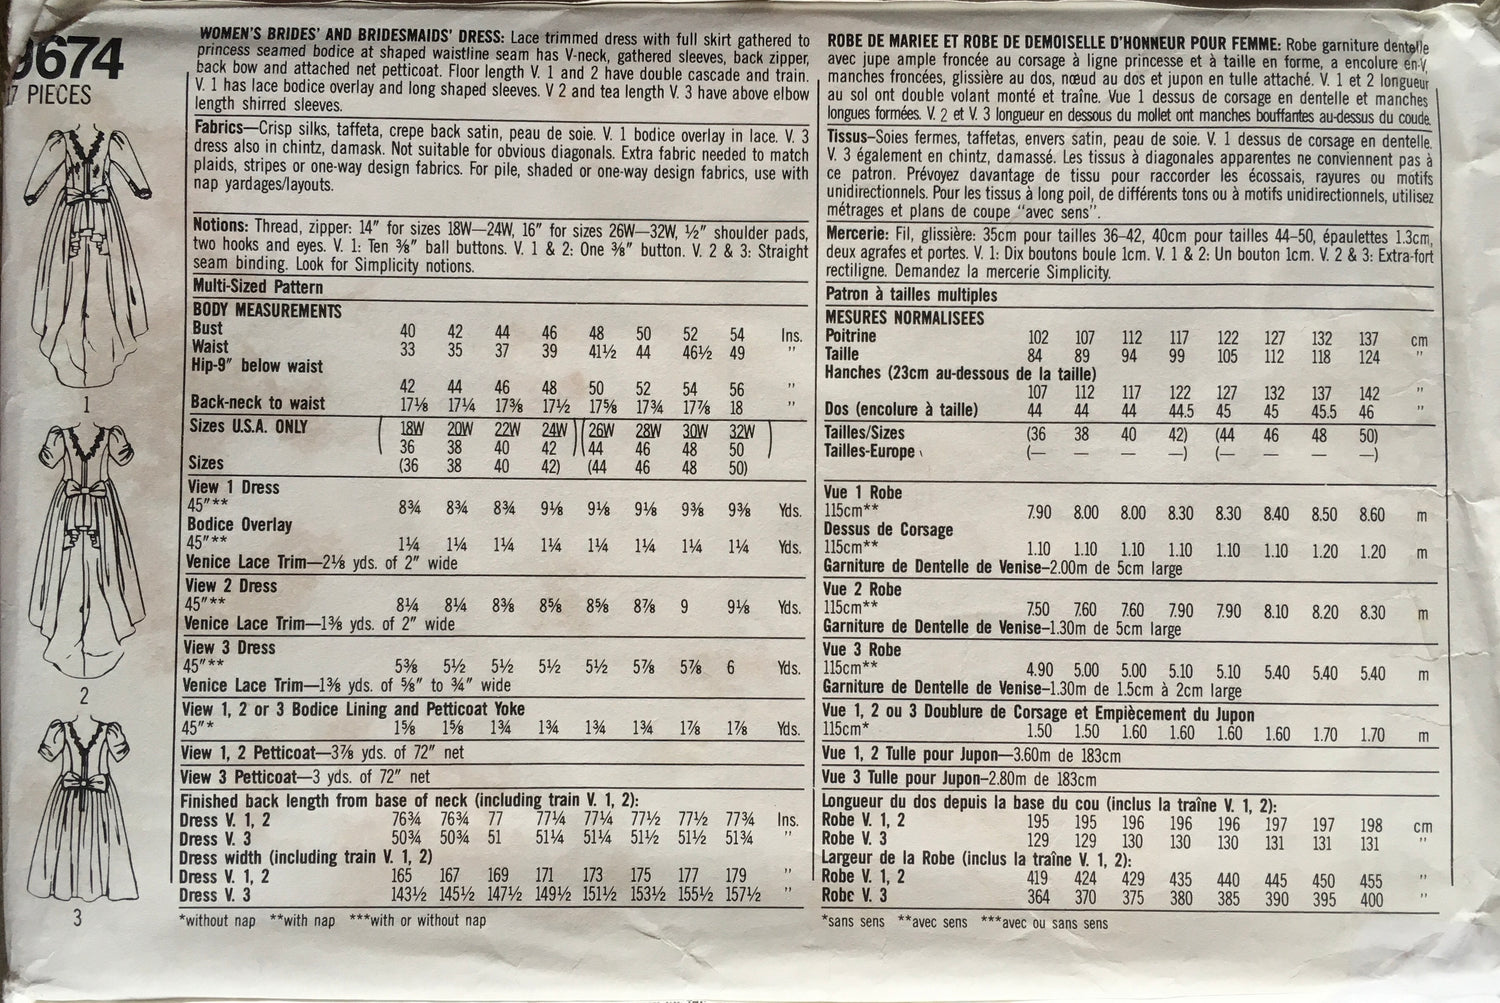 9674
7 PIECES
1
2
3
WOMEN'S BRIDES' AND BRIDESMAIDS' DRESS: Lace trimmed dress with full skirt gathered to
princess seamed bodice at shaped waistline seam has V-neck, gathered sleeves, back zipper,
back bow and attached net petticoat. Floor length V. 1 and 2 have double cascade and train.
V. 1 has lace bodice overlay and long shaped sleeves. V 2 and tea length V. 3 have above elbow
length shirred sleeves.
Fabrics—Crisp silks, taffeta, crepe back satin, peau de soie. V. 1 bodice overlay in lace. V. 3
dress also in chintz, damask. Not suitable for obvious diagonals. Extra fabric needed to match
plaids, stripes or one-way design fabrics. For pile, shaded or one-way design fabrics, use with
nap yardages/layouts.
Notions: Thread, zipper: 14" for sizes 18W—24W, 16" for sizes 26W—32W, ½" shoulder pads,
two hooks and eyes. V. 1: Ten ⅜" ball buttons. V. 1 & 2: One ⅜" button. V. 2 & 3: Straight
seam binding. Look for Simplicity notions.
Multi-Sized Pattern
BODY MEASUREMENTS
Bust 40 42 44 46 48 50 52 54 Ins.
Waist 33 35 37 39 41½ 44 46½ 49 "
Hip-9" below waist
42 44 46 48 50 52 54 56 "
Back-neck to waist 17⅛ 17¼ 17⅜ 17½ 17⅝ 17¾ 17⅞ 18 "
Sizes U.S.A. ONLY (18W 20W 22W 24W)(26W 28W 30W 32W)
36 38 40 42 44 46 48 50
Sizes (36 38 40 42) (44 46 48 50)
View 1 Dress
45"** 8¾ 8¾ 8¾ 9⅛ 9⅛ 9⅛ 9⅜ 9⅜ Yds.
Bodice Overlay
45"** 1¼ 1¼ 1¼ 1¼ 1¼ 1¼ 1¼ 1¼ Yds.
Venice Lace Trim—2⅛ yds. of 2" wide
View 2 Dress
45"** 8¼ 8¼ 8⅜ 8⅝ 8⅝ 8⅞ 9 9⅛ Yds.
Venice Lace Trim—1⅜ yds. of 2" wide
View 3 Dress
45"** 5⅜ 5½ 5½ 5½ 5½ 5⅞ 5⅞ 6 Yds.
Venice Lace Trim—1⅜ yds. of ⅝" to ¾" wide
View 1, 2 or 3 Bodice Lining and Petticoat Yoke
45"* 1⅝ 1⅝ 1¾ 1¾ 1¾ 1¾ 1⅞ 1⅞ Yds.
View 1, 2 Petticoat—3⅞ yds. of 72" net
View 3 Petticoat—3 yds. of 72" net
Finished back length from base of neck (including train V. 1, 2):
Dress V. 1, 2 76¾ 76¾ 77 77¼ 77¼ 77½ 77½ 77¾ Ins.
Dress V. 3 50¾ 50¾ 51 51¼ 51¼ 51½ 51½ 51¾ "
Dress width (including train V. 1, 2)
Dress V. 1, 2 165 167 169 171 173 175 177 179 "
Dress V. 3 143½ 145½ 147½ 149½ 151½ 153½ 155½ 157½ "
*without nap **with nap ***with or without nap
ROBE DE MARIEE ET ROBE DE DEMOISELLE D'HONNEUR POUR FEMME: Robe garniture dentelle
avec jupe ample froncée au corsage à ligne princesse et à taille en forme, a encolure en V,
manches froncées, glissière au dos, nœud au dos et jupon en tulle attaché. V. 1 et 2 longueur
au sol ont double volant monté et traîne. Vue 1 dessus de corsage en dentelle et manches
longues formées. V. 2 et V. 3 longueur en dessous du mollet ont manches bouffantes au-dessus du coude.
Tissus—Soies fermes, taffetas, envers satin, peau de soie. V. 1 dessus de corsage en dentelle.
V. 3 également en chintz, damassé. Les tissus à diagonales apparentes ne conviennent pas à
ce patron. Prévoyez davantage de tissu pour raccorder les écossais, rayures ou motifs
unidirectionnels. Pour les tissus à long poil, de différents tons ou à motifs unidirectionnels, utilisez
métrages et plans de coupe "avec sens".
Mercerie: Fil, glissière: 35cm pour tailles 36–42, 40cm pour tailles 44–50, épaulettes 1.3cm,
deux agrafes et portes. V. 1: Dix boutons boule 1cm. V. 1 & 2: Un bouton 1cm. V. 2 & 3: Extra-fort
rectiligne. Demandez la mercerie Simplicity.
Patron à tailles multiples
MESURES NORMALISEES
Poitrine 102 107 112 117 122 127 132 137 cm
Taille 84 89 94 99 105 112 118 124 "
Hanches (23cm au-dessous de la taille)
107 112 117 122 127 132 137 142 "
Dos (encolure à taille) 44 44 44 44.5 45 45 45.5 46 "
Tailles/Sizes (36 38 40 42) (44 46 48 50)
Tailles-Europe (— — — —) (— — — —)
Vue 1 Robe
115cm** 7.90 8.00 8.00 8.30 8.30 8.40 8.50 8.60 m
Dessus de Corsage
115cm** 1.10 1.10 1.10 1.10 1.10 1.10 1.20 1.20 m
Garniture de Dentelle de Venise–2.00m de 5cm large
Vue 2 Robe
115cm** 7.50 7.60 7.60 7.90 7.90 8.10 8.20 8.30 m
Garniture de Dentelle de Venise–1.30m de 5cm large
Vue 3 Robe
115cm** 4.90 5.00 5.00 5.10 5.10 5.40 5.40 5.40 m
Garniture de Dentelle de Venise–1.30m de 1.5cm à 2cm large
Vue 1, 2 ou 3 Doublure de Corsage et Empiècement du Jupon
115cm* 1.50 1.50 1.60 1.60 1.60 1.60 1.70 1.70 m
Vue 1, 2 Tulle pour Jupon–3.60m de 183cm
Vue 3 Tulle pour Jupon–2.80m de 183cm
Longueur du dos depuis la base du cou (inclus la traîne V. 1, 2):
Robe V. 1, 2 195 195 196 196 196 197 197 198 cm
Robe V. 3 129 129 130 130 130 131 131 131 "
Largeur de la Robe (inclus la traîne V. 1, 2):
Robe V. 1, 2 419 424 429 435 440 445 450 455 "
Robe V. 3 364 370 375 380 385 390 395 400 "
*sans sens **avec sens ***avec ou sans sens